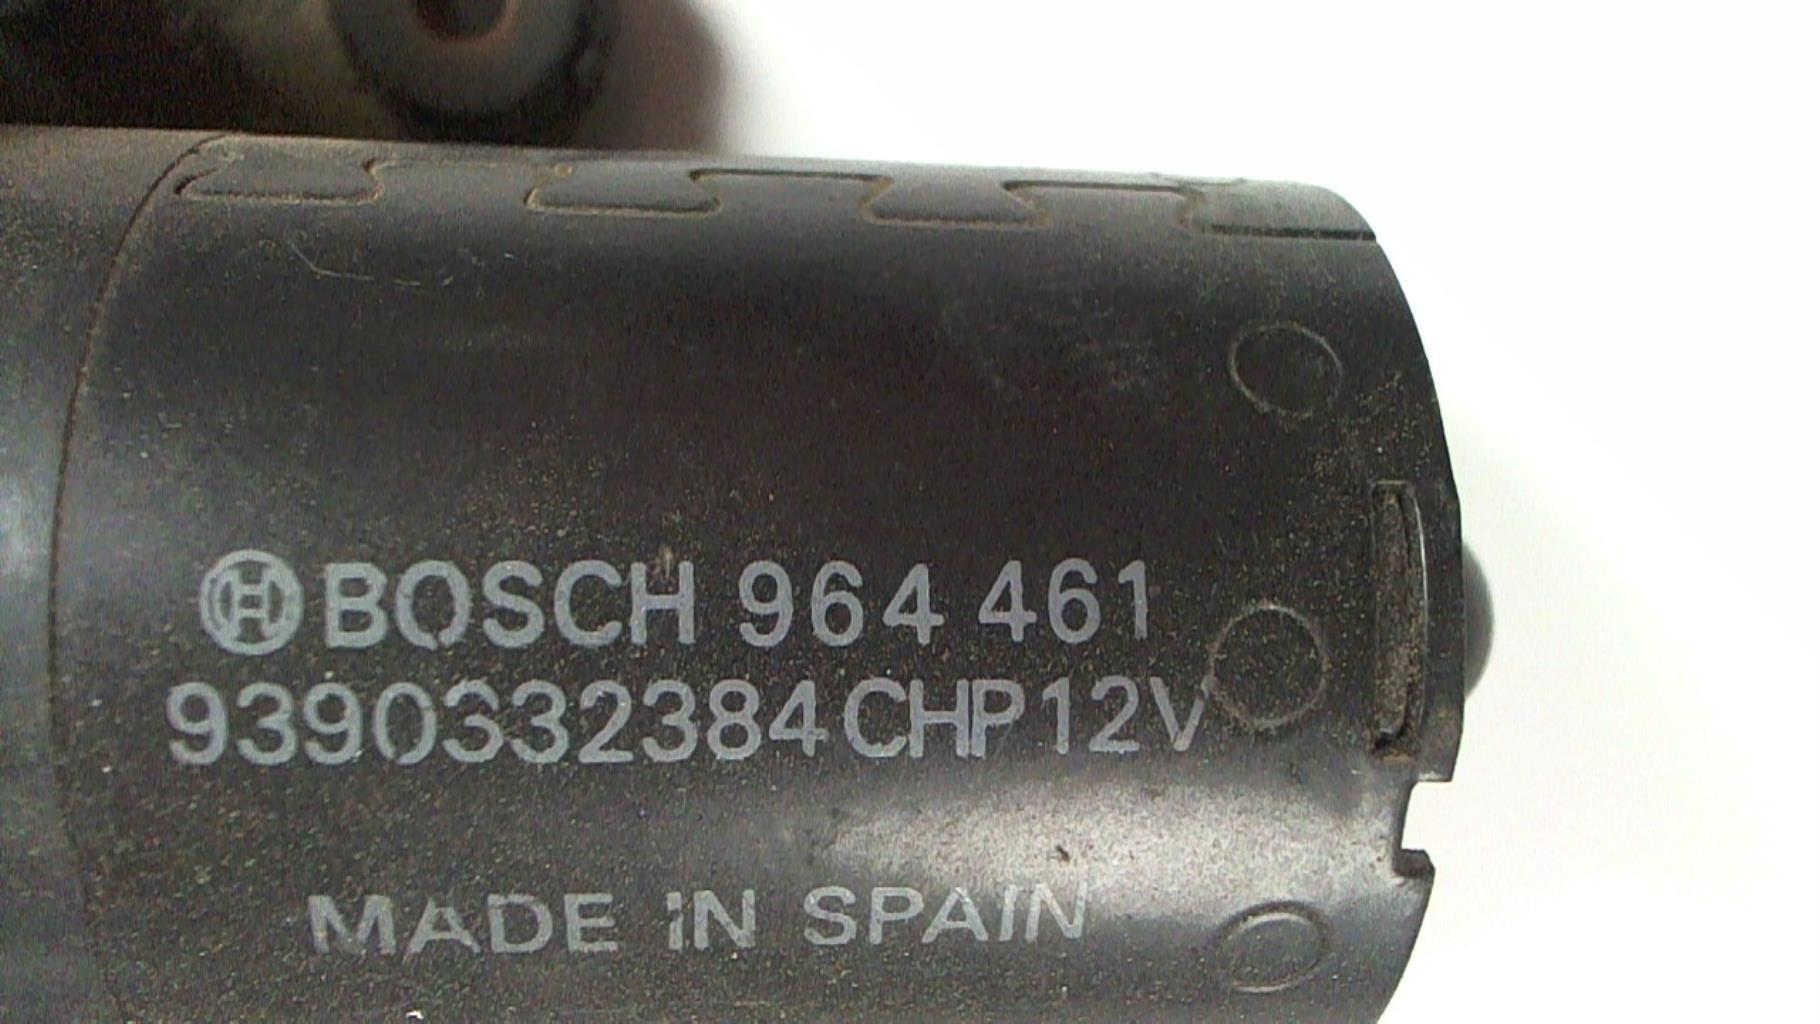 BOSCH 964 461
9390332384CHP12V
MADE IN SPAIN